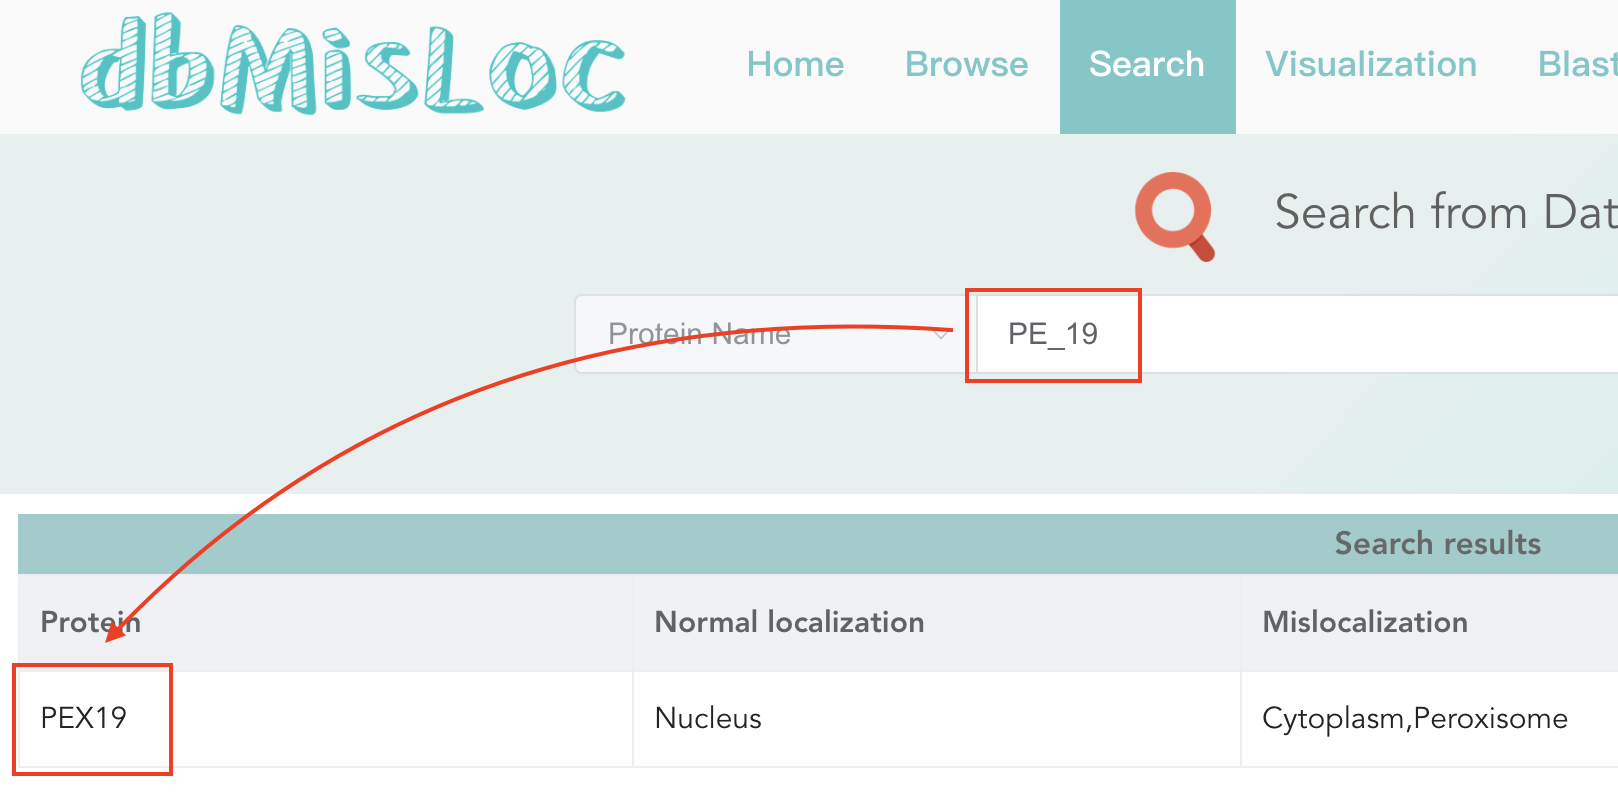 dbMisLoc
Home Browse Search Visualization Blast
Search from Dat
Protein Name PE_19
Search results
Protein Normal localization Mislocalization
PEX19 Nucleus Cytoplasm,Peroxisome